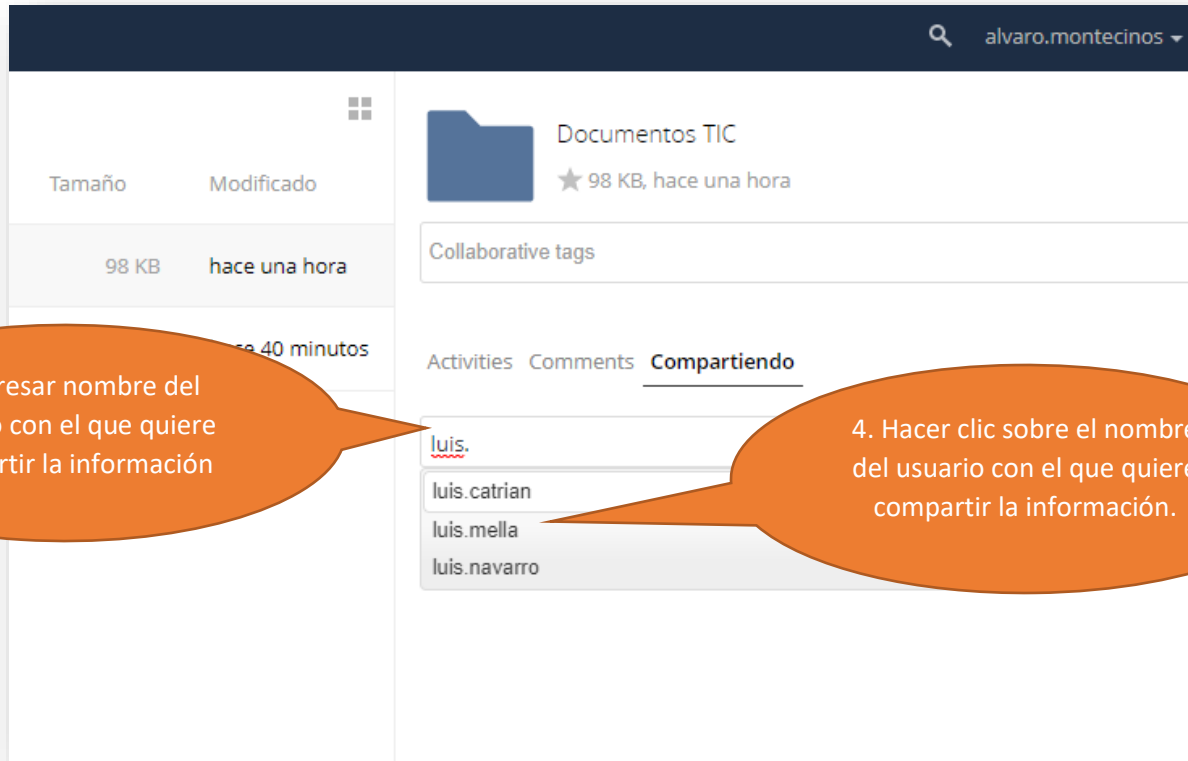 alvaro.montecinos
Documentos TIC
98 KB, hace una hora
Tamaño Modificado
Collaborative tags
98 KB hace una hora
40 minutos
Activities Comments Compartiendo
resar nombre del
con el que quiere
rtir la información
luis.
luis.catrian
luis.mella
luis.navarro
4. Hacer clic sobre el nombre
del usuario con el que quiere
compartir la información.